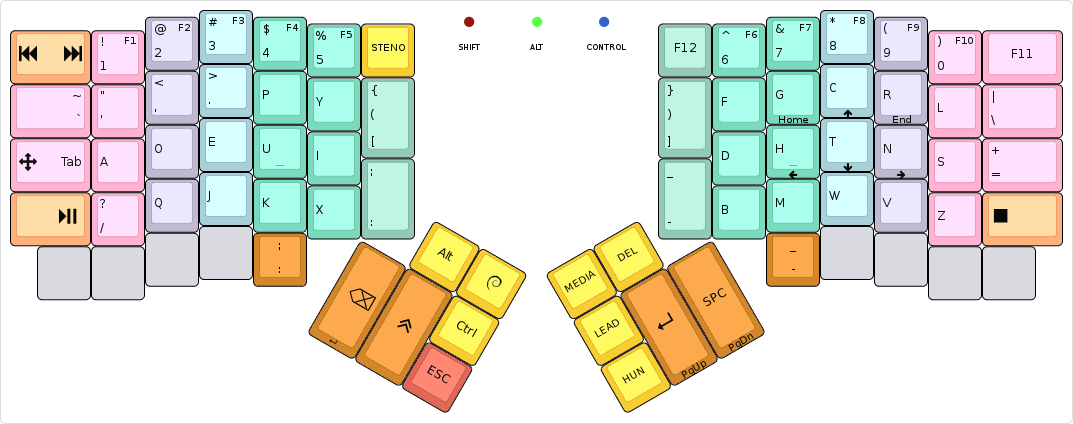 ! F1
1
@ F2
2
# F3
3
$ F4
4
% F5
5
STENO
SHIFT
ALT
CONTROL
F12
^ F6
6
& F7
7
* F8
8
( F9
9
) F10
0
F11
~
`
"
'
<
,
>
.
P
Y
{
(
[
}
)
]
F
G
Home
C
R
End
L
|
\
Tab
A
O
E
U
_
I
;
:
_
-
D
H
_
T
N
S
+
=
?
/
Q
J
K
X
B
M
W
V
Z
;
:
_
-
Alt
Ctrl
ESC
MEDIA
DEL
LEAD
HUN
SPC
PgUp
PgDn